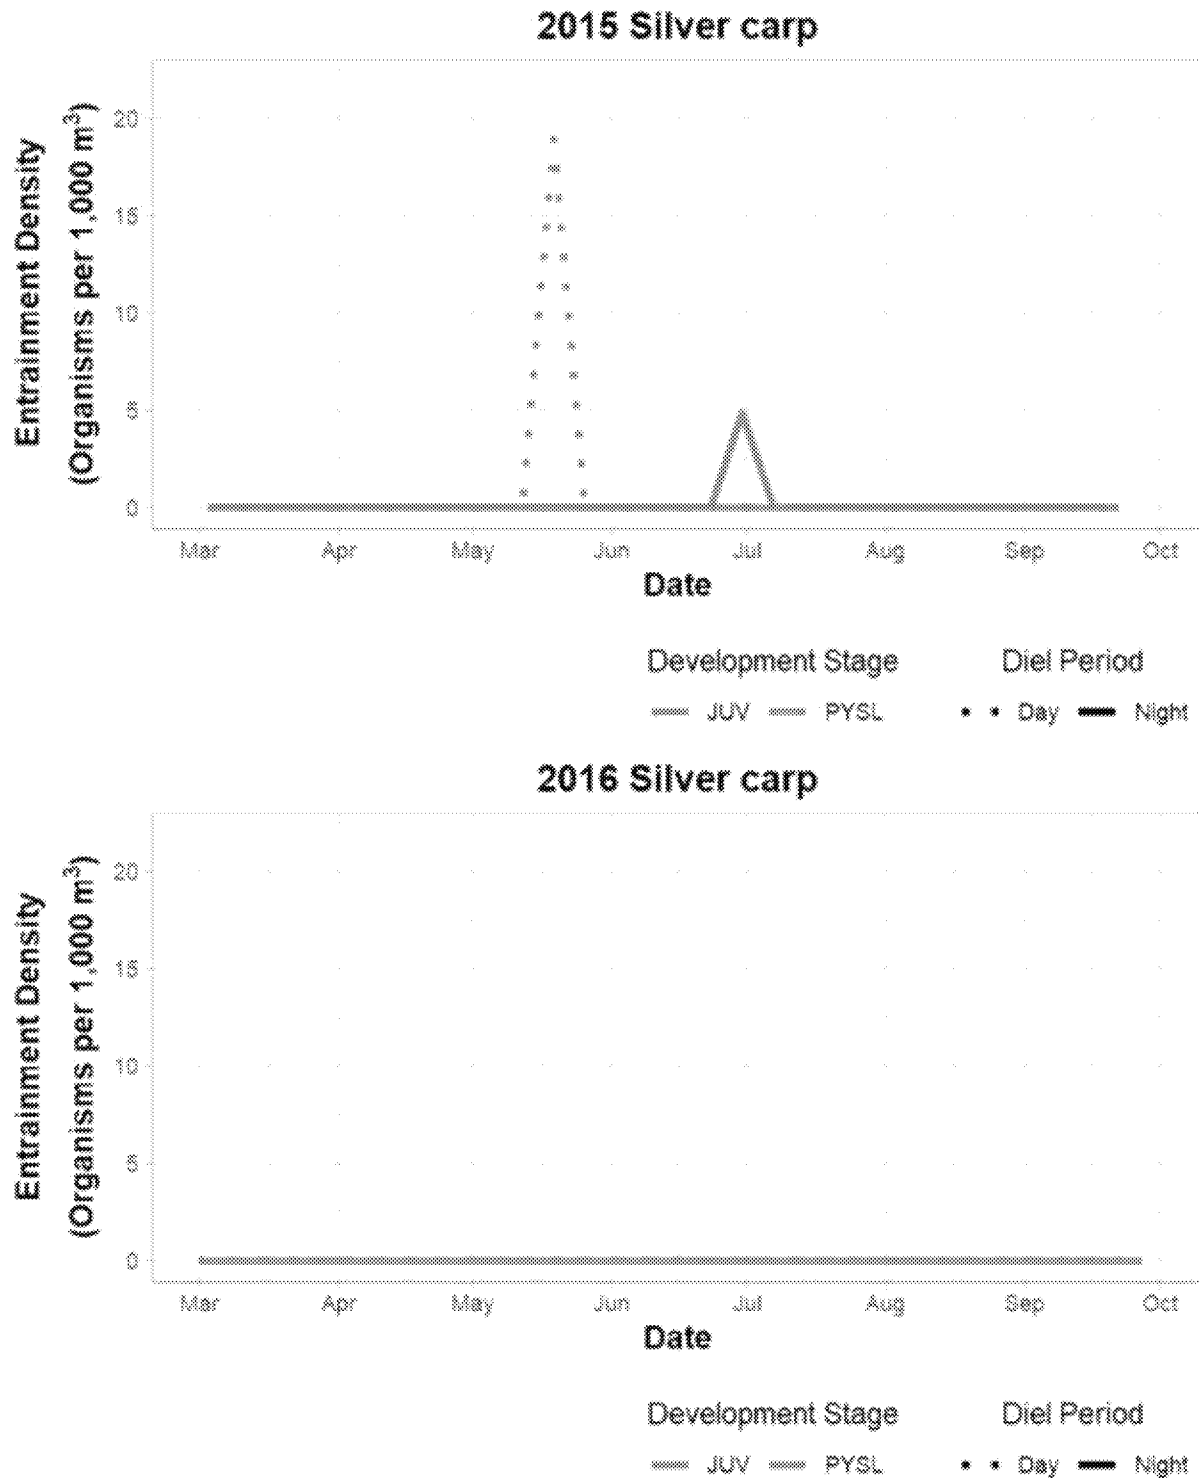 2015 Silver carp
Entrainment Density
(Organisms per 1,000 m³)
20
15
10
5
0
Mar Apr May Jun Jul Aug Sep Oct
Date
Development Stage Diel Period
JUV PYSL Day Night
2016 Silver carp
Entrainment Density
(Organisms per 1,000 m³)
20
15
10
5
0
Mar Apr May Jun Jul Aug Sep Oct
Date
Development Stage Diel Period
JUV PYSL Day Night